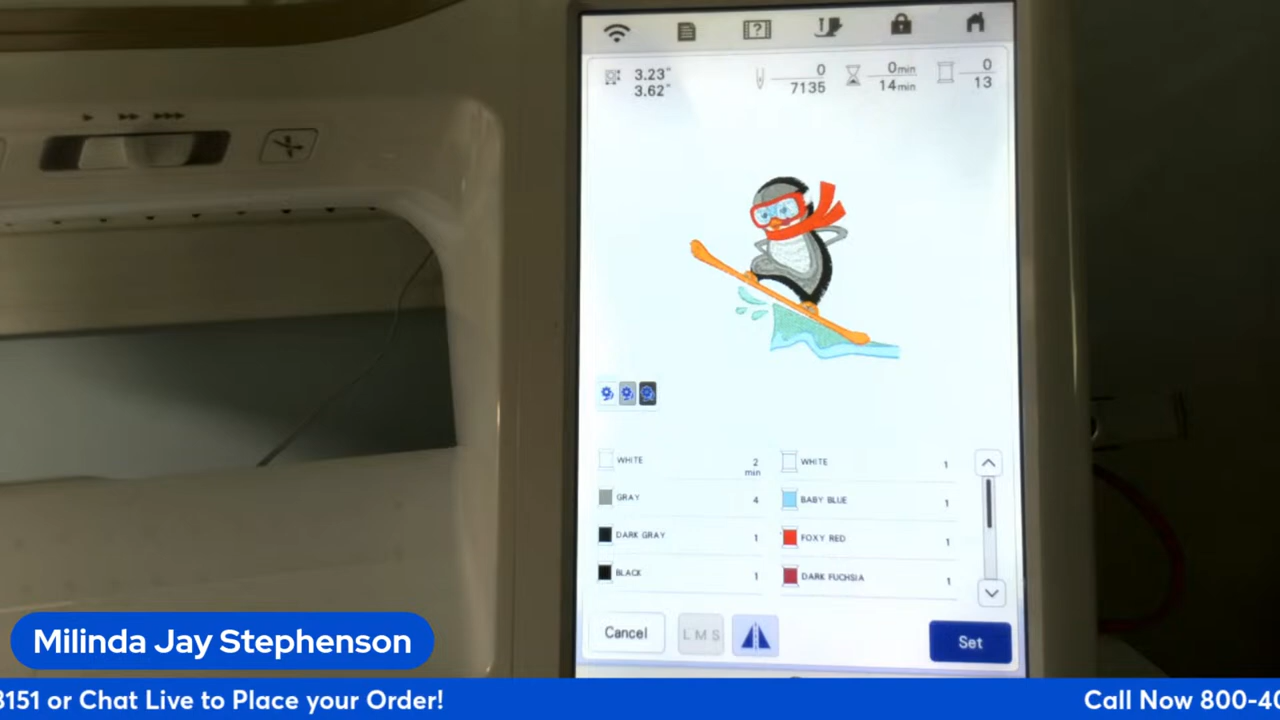 3.23"
3.62"
0
7135
0min
14min
0
13
WHITE 2 min
GRAY 4
DARK GRAY 1
BLACK 1
WHITE 1
BABY BLUE 1
FOXY RED 1
DARK FUCHSIA 1
Cancel
L M S
Set
Milinda Jay Stephenson
3151 or Chat Live to Place your Order!
Call Now 800-40